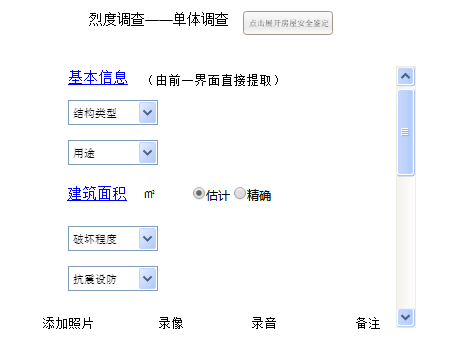 烈度调查——单体调查 点击展开房屋安全鉴定
基本信息 （由前一界面直接提取）
结构类型
用途
建筑面积 ㎡ 估计 精确
破坏程度
抗震设防
添加照片 录像 录音 备注